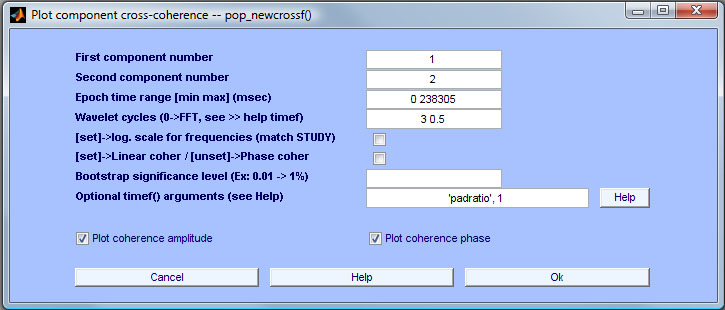 Plot component cross-coherence -- pop_newcrossf()
First component number 1
Second component number 2
Epoch time range [min max] (msec) 0 238305
Wavelet cycles (0->FFT, see >> help timef) 3 0.5
[set]->log. scale for frequencies (match STUDY)
[set]->Linear coher / [unset]->Phase coher
Bootstrap significance level (Ex: 0.01 -> 1%)
Optional timef() arguments (see Help) 'padratio', 1 Help
Plot coherence amplitude Plot coherence phase
Cancel Help Ok